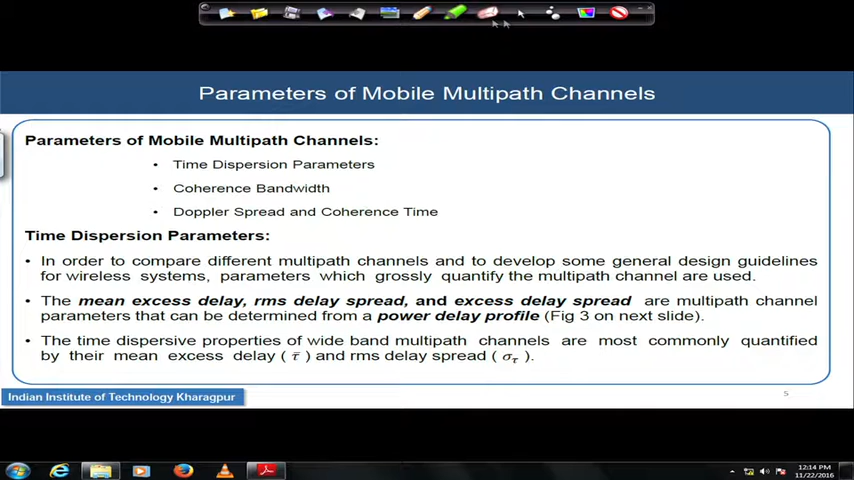 Parameters of Mobile Multipath Channels
Parameters of Mobile Multipath Channels:
• Time Dispersion Parameters
• Coherence Bandwidth
• Doppler Spread and Coherence Time
Time Dispersion Parameters:
• In order to compare different multipath channels and to develop some general design guidelines
for wireless systems, parameters which grossly quantify the multipath channel are used.
• The mean excess delay, rms delay spread, and excess delay spread are multipath channel
parameters that can be determined from a power delay profile (Fig 3 on next slide).
• The time dispersive properties of wide band multipath channels are most commonly quantified
by their mean excess delay ( τ̄ ) and rms delay spread ( σ_τ ).
Indian Institute of Technology Kharagpur
5
12:14 PM
11/22/2016